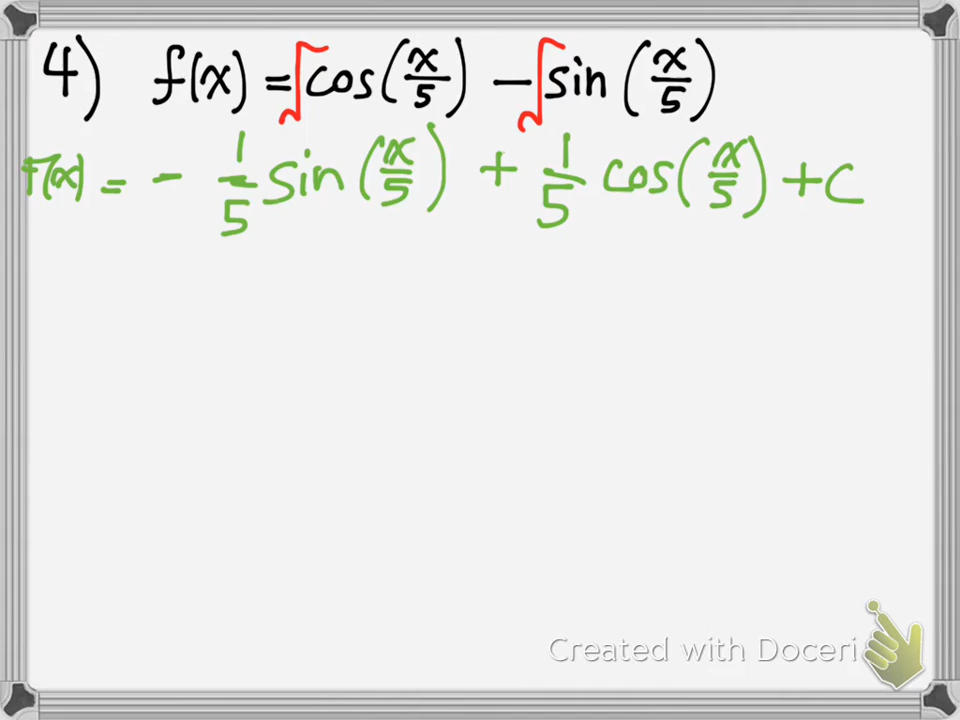 4) f(x) = ∫cos(x/5) − ∫sin(x/5)
F(x) = - 1/5 sin(x/5) + 1/5 cos(x/5) + C
Created with Doceri